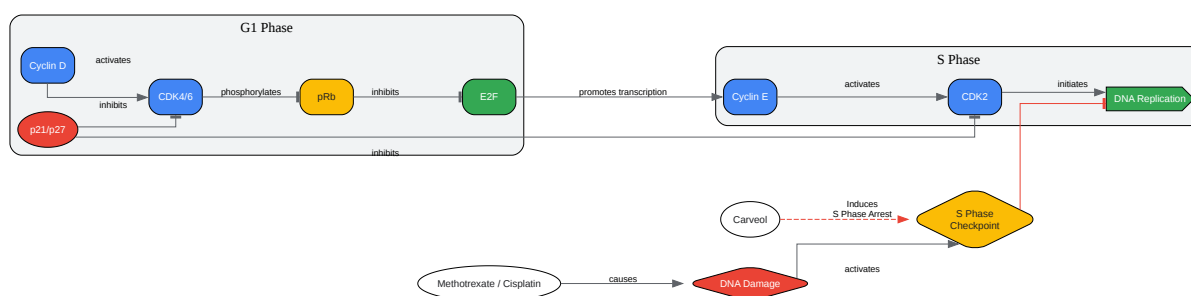 G1 Phase
Cyclin D
activates
CDK4/6
inhibits
phosphorylates
pRb
inhibits
E2F
p21/p27
inhibits
promotes transcription
S Phase
Cyclin E
activates
CDK2
initiates
DNA Replication
Carveol
Induces
S Phase Arrest
S Phase
Checkpoint
Methotrexate / Cisplatin
causes
DNA Damage
activates